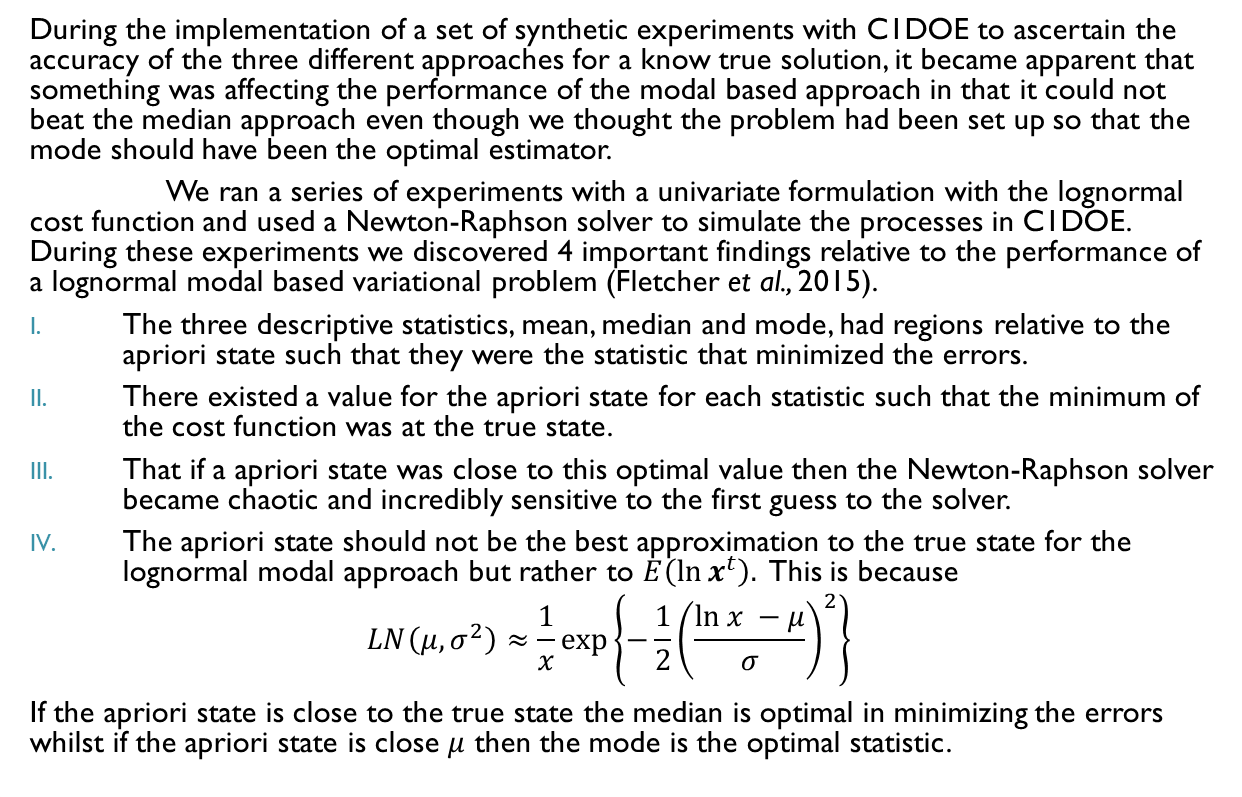 During the implementation of a set of synthetic experiments with C1DOE to ascertain the
accuracy of the three different approaches for a know true solution, it became apparent that
something was affecting the performance of the modal based approach in that it could not
beat the median approach even though we thought the problem had been set up so that the
mode should have been the optimal estimator.
We ran a series of experiments with a univariate formulation with the lognormal
cost function and used a Newton-Raphson solver to simulate the processes in C1DOE.
During these experiments we discovered 4 important findings relative to the performance of
a lognormal modal based variational problem (Fletcher et al., 2015).
I. The three descriptive statistics, mean, median and mode, had regions relative to the
apriori state such that they were the statistic that minimized the errors.
II. There existed a value for the apriori state for each statistic such that the minimum of
the cost function was at the true state.
III. That if a apriori state was close to this optimal value then the Newton-Raphson solver
became chaotic and incredibly sensitive to the first guess to the solver.
IV. The apriori state should not be the best approximation to the true state for the
lognormal modal approach but rather to E(ln x^t). This is because
LN(μ,σ²) ≈ 1/x exp{−1/2((ln x − μ)/σ)²}
If the apriori state is close to the true state the median is optimal in minimizing the errors
whilst if the apriori state is close μ then the mode is the optimal statistic.